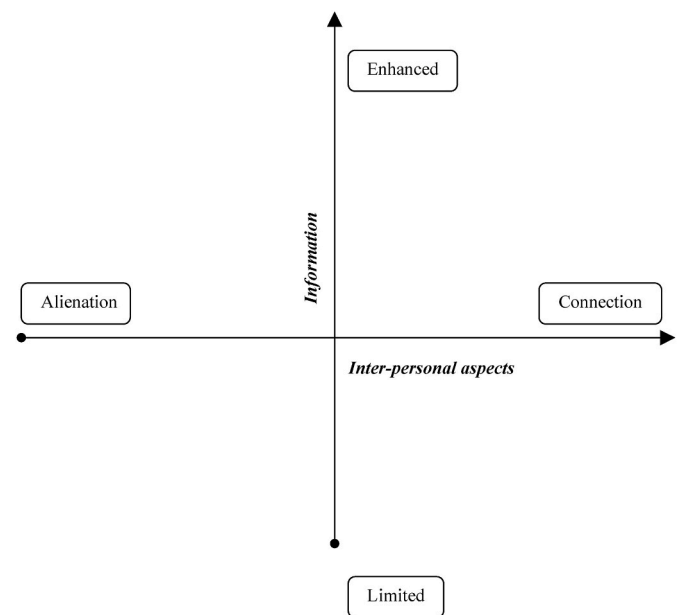 Enhanced
Information
Alienation
Connection
Inter-personal aspects
Limited